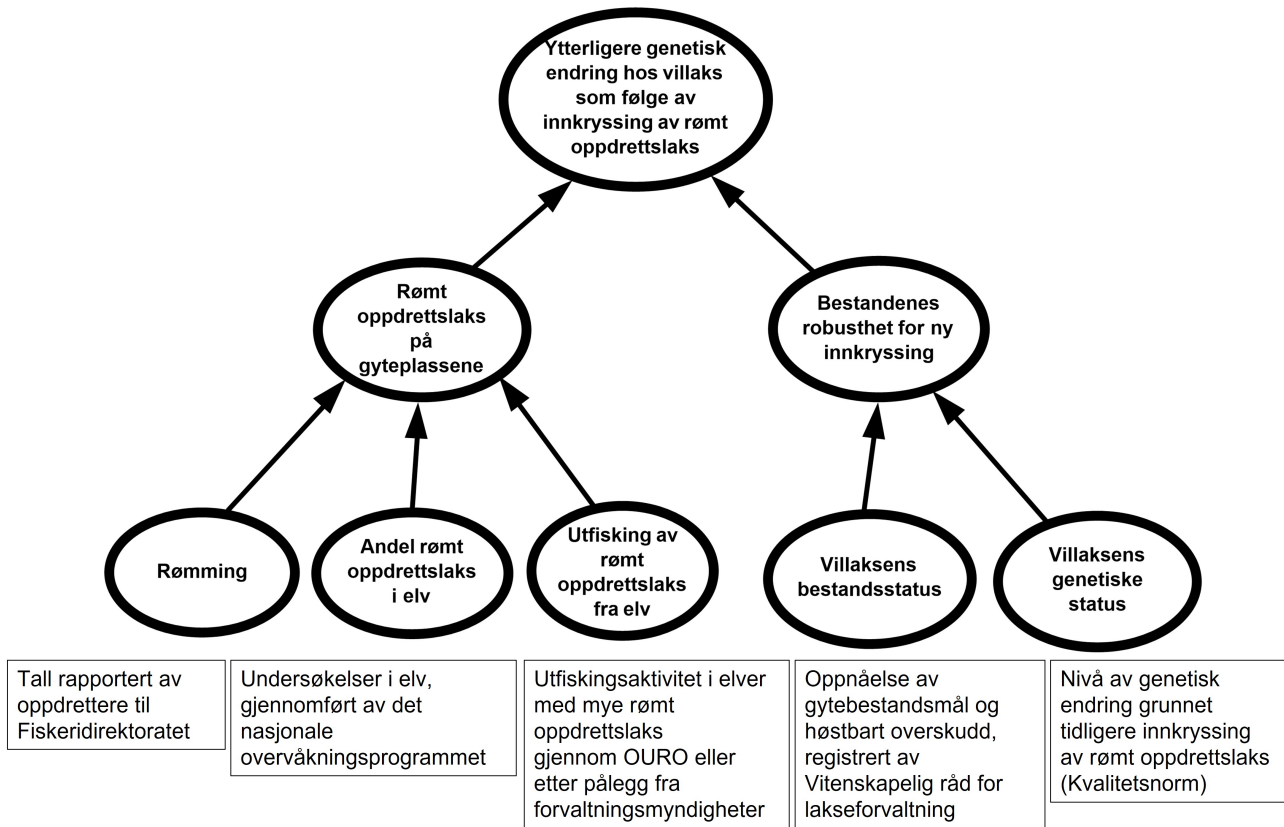 Ytterligere genetisk
endring hos villaks
som følge av
innkryssing av rømt
oppdrettslaks
Rømt
oppdrettslaks
på
gyteplassene
Bestandenes
robusthet for ny
innkryssing
Rømming
Andel rømt
oppdrettslaks
i elv
Utfisking av
rømt
oppdrettslaks
fra elv
Villaksens
bestandsstatus
Villaksens
genetiske
status
Tall rapportert av
oppdrettere til
Fiskeridirektoratet
Undersøkelser i elv,
gjennomført av det
nasjonale
overvåkningsprogrammet
Utfiskingsaktivitet i elver
med mye rømt
oppdrettslaks
gjennom OURO eller
etter pålegg fra
forvaltningsmyndigheter
Oppnåelse av
gytebestandsmål og
høstbart overskudd,
registrert av
Vitenskapelig råd for
lakseforvaltning
Nivå av genetisk
endring grunnet
tidligere innkryssing
av rømt oppdrettslaks
(Kvalitetsnorm)